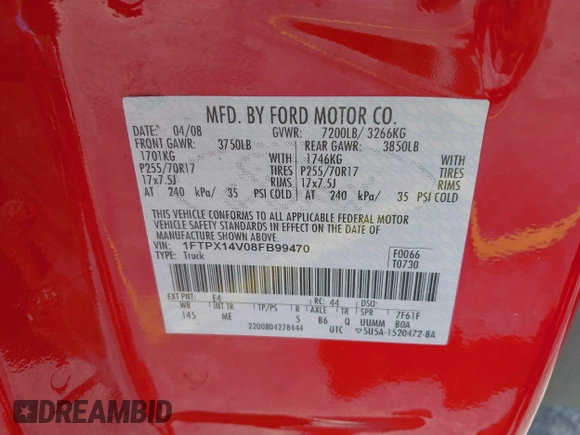 MFD. BY FORD MOTOR CO.
DATE: 04/08 GVWR: 7200LB/ 3266KG
FRONT GAWR: 3750LB REAR GAWR: 3850LB
1701KG WITH 1746KG WITH
P255/70R17 TIRES P255/70R17 TIRES
17x7.5J RIMS 17x7.5J RIMS
AT 240 kPa/ 35 PSI COLD AT 240 kPa/ 35 PSI COLD
THIS VEHICLE CONFORMS TO ALL APPLICABLE FEDERAL MOTOR
VEHICLE SAFETY STANDARDS IN EFFECT ON THE DATE OF
MANUFACTURE SHOWN ABOVE.
VIN: 1FTPX14V08FB99470 F0066
TYPE: Truck T0730
EXT PNT: E4 RC: 44 DSO:
WB INT TR TP/PS R AXLE TR SPR 7F61F
145 ME 5 B6 Q UUMM BOA
2200804278444 UTC ▽5U5A-1520472-BA
DREAMBID